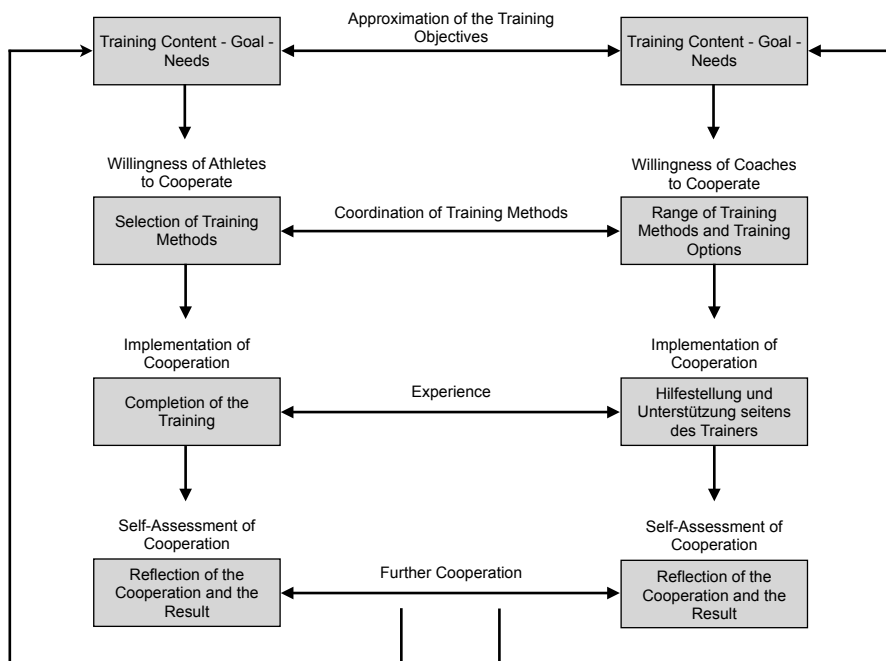 Training Content - Goal -
Needs
Approximation of the Training
Objectives
Training Content - Goal -
Needs
Willingness of Athletes
to Cooperate
Willingness of Coaches
to Cooperate
Selection of Training
Methods
Coordination of Training Methods
Range of Training
Methods and Training
Options
Implementation of
Cooperation
Implementation of
Cooperation
Completion of the
Training
Experience
Hilfestellung und
Unterstützung seitens
des Trainers
Self-Assessment of
Cooperation
Self-Assessment of
Cooperation
Reflection of the
Cooperation and the
Result
Further Cooperation
Reflection of the
Cooperation and the
Result